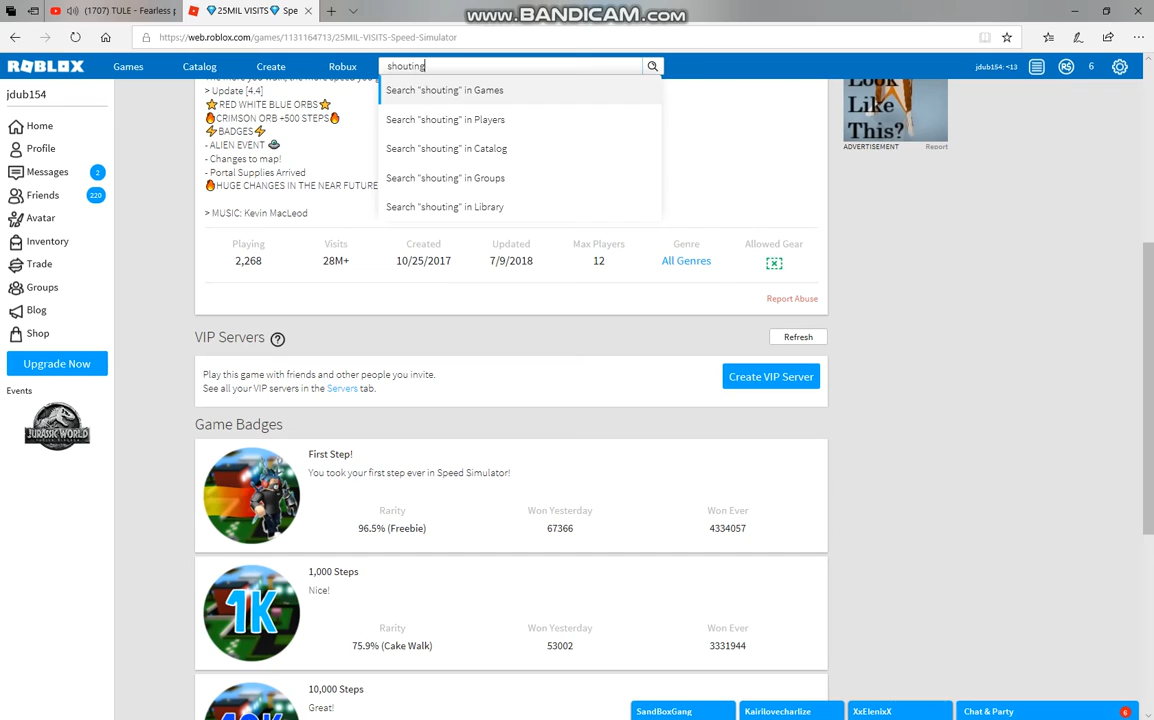 www.BANDICAM.com
(1707) TULE - Fearless p
25MIL VISITS Spe
https://web.roblox.com/games/1131164713/25MIL-VISITS-Speed-Simulator
ROBLOX
Games
Catalog
Create
Robux
shouting
jdub154: <13
6
jdub154
Home
Profile
Messages
2
Friends
220
Avatar
Inventory
Trade
Groups
Blog
Shop
Upgrade Now
Events
JURASSIC WORLD
> Update [4.4]
RED WHITE BLUE ORBS
CRIMSON ORB +500 STEPS
BADGES
- ALIEN EVENT
- Changes to map!
- Portal Supplies Arrived
HUGE CHANGES IN THE NEAR FUTURE
> MUSIC: Kevin MacLeod
Search "shouting" in Games
Search "shouting" in Players
Search "shouting" in Catalog
Search "shouting" in Groups
Search "shouting" in Library
Look
Like
This?
ADVERTISEMENT
Report
Playing
Visits
Created
Updated
Max Players
Genre
Allowed Gear
2,268
28M+
10/25/2017
7/9/2018
12
All Genres
Report Abuse
VIP Servers
Refresh
Play this game with friends and other people you invite.
See all your VIP servers in the Servers tab.
Create VIP Server
Game Badges
First Step!
You took your first step ever in Speed Simulator!
Rarity
Won Yesterday
Won Ever
96.5% (Freebie)
67366
4334057
1K
1,000 Steps
Nice!
Rarity
Won Yesterday
Won Ever
75.9% (Cake Walk)
53002
3331944
10,000 Steps
Great!
SandBoxGang
Kairilovecharlize
XxElenixX
Chat & Party
6